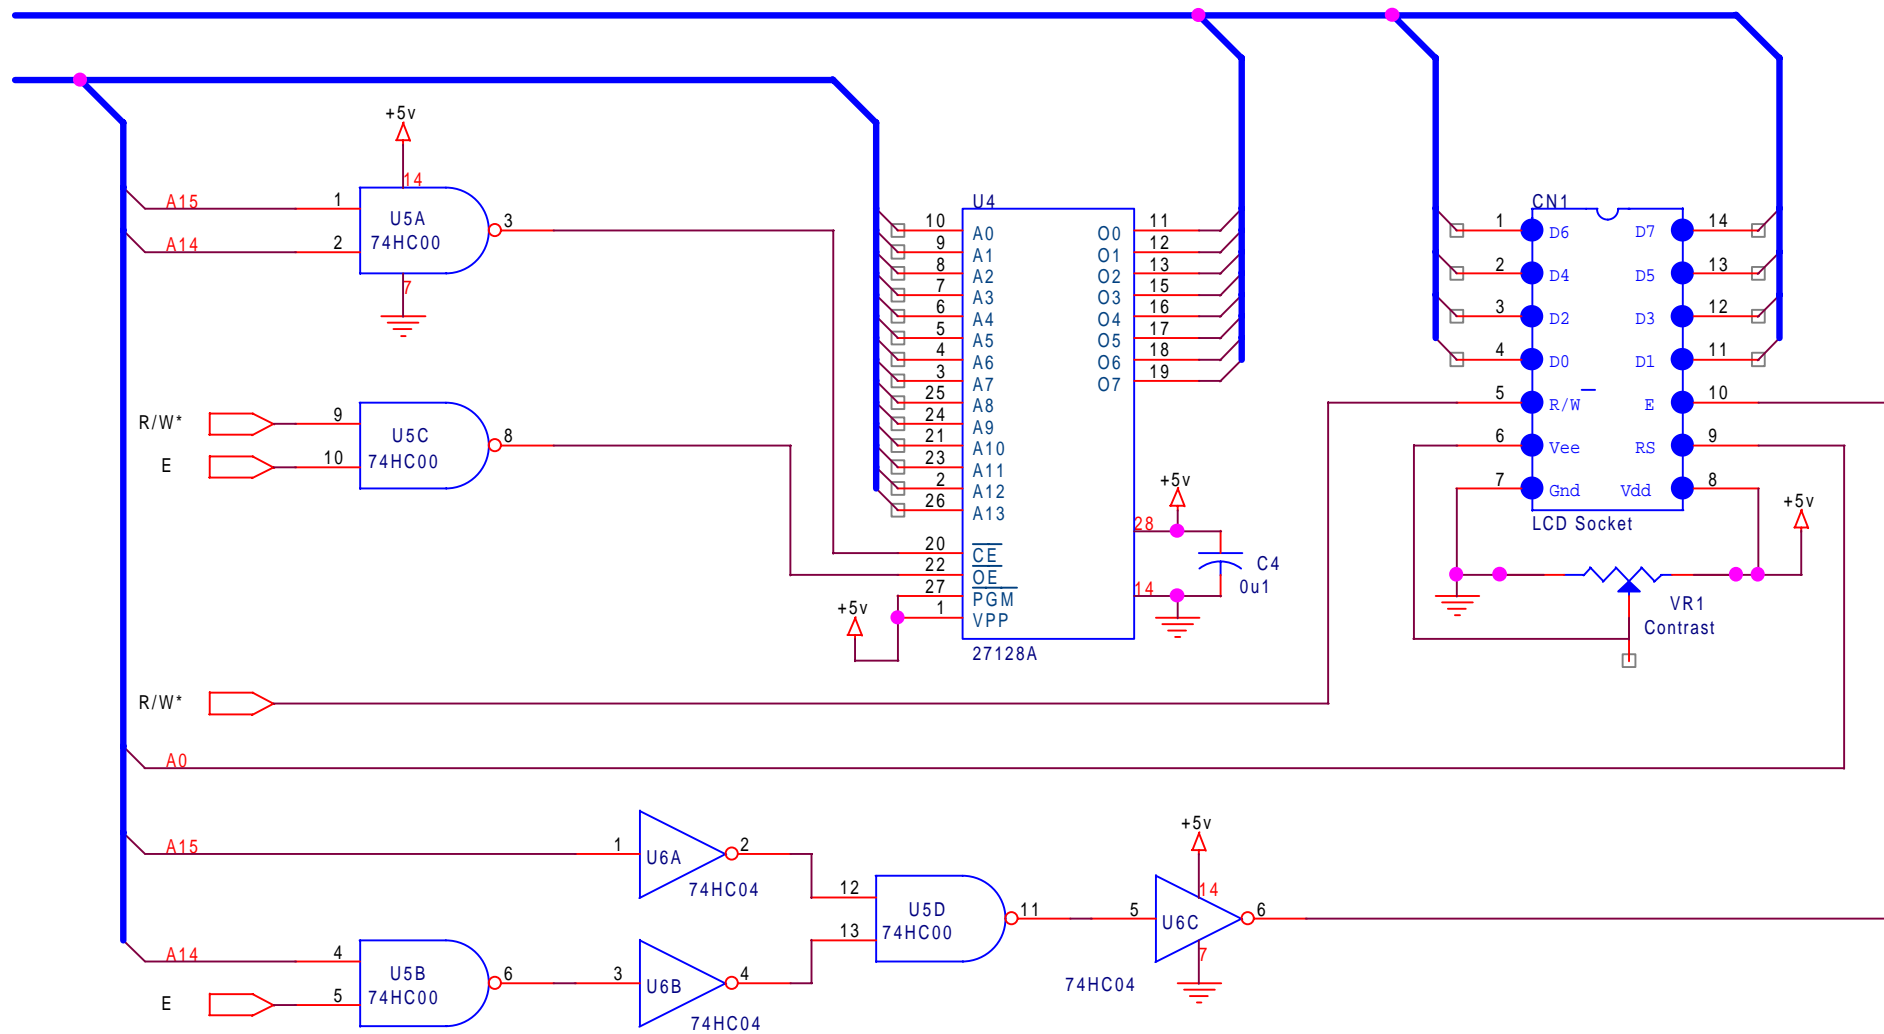 +5v
14
A15
1
U5A
74HC00
3
A14
2
7
R/W*
9
U5C
74HC00
8
E
10
U4
10 A0 O0 11
9 A1 O1 12
8 A2 O2 13
7 A3 O3 15
6 A4 O4 16
5 A5 O5 17
4 A6 O6 18
3 A7 O7 19
25 A8
24 A9
21 A10
23 A11
2 A12
26 A13
20 CE
22 OE
27 PGM
1 VPP
27128A
+5v
28
14
+5v
C4
0u1
CN1
1 D6 D7 14
2 D4 D5 13
3 D2 D3 12
4 D0 D1 11
5 R/W E 10
6 Vee RS 9
7 Gnd Vdd 8
LCD Socket
+5v
VR1
Contrast
R/W*
A0
A15
1
U6A
2
74HC04
12
U5D
74HC00
11
13
A14
4
U5B
74HC00
6
E
5
3
U6B
4
74HC04
+5v
14
5
U6C
6
7
74HC04